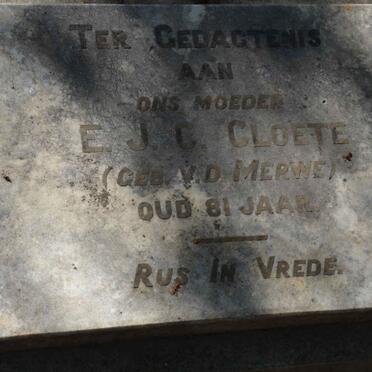 TER GEDAGTENIS
AAN
ONS MOEDER
E. J. C. CLOETE
(GEB. V.D. MERWE)
OUD 81 JAAR.
RUS IN VREDE.